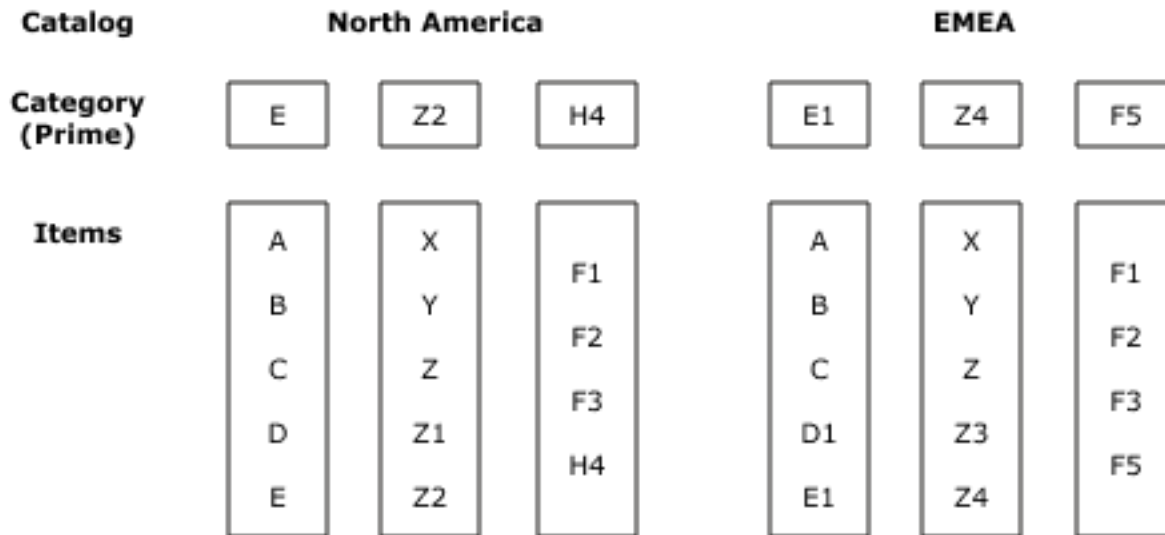 Catalog North America EMEA
Category
(Prime) E Z2 H4 E1 Z4 F5
Items
A X A X
F1 F1
B Y B Y
F2 F2
C Z C Z
F3 F3
D Z1 D1 Z3
H4 F5
E Z2 E1 Z4